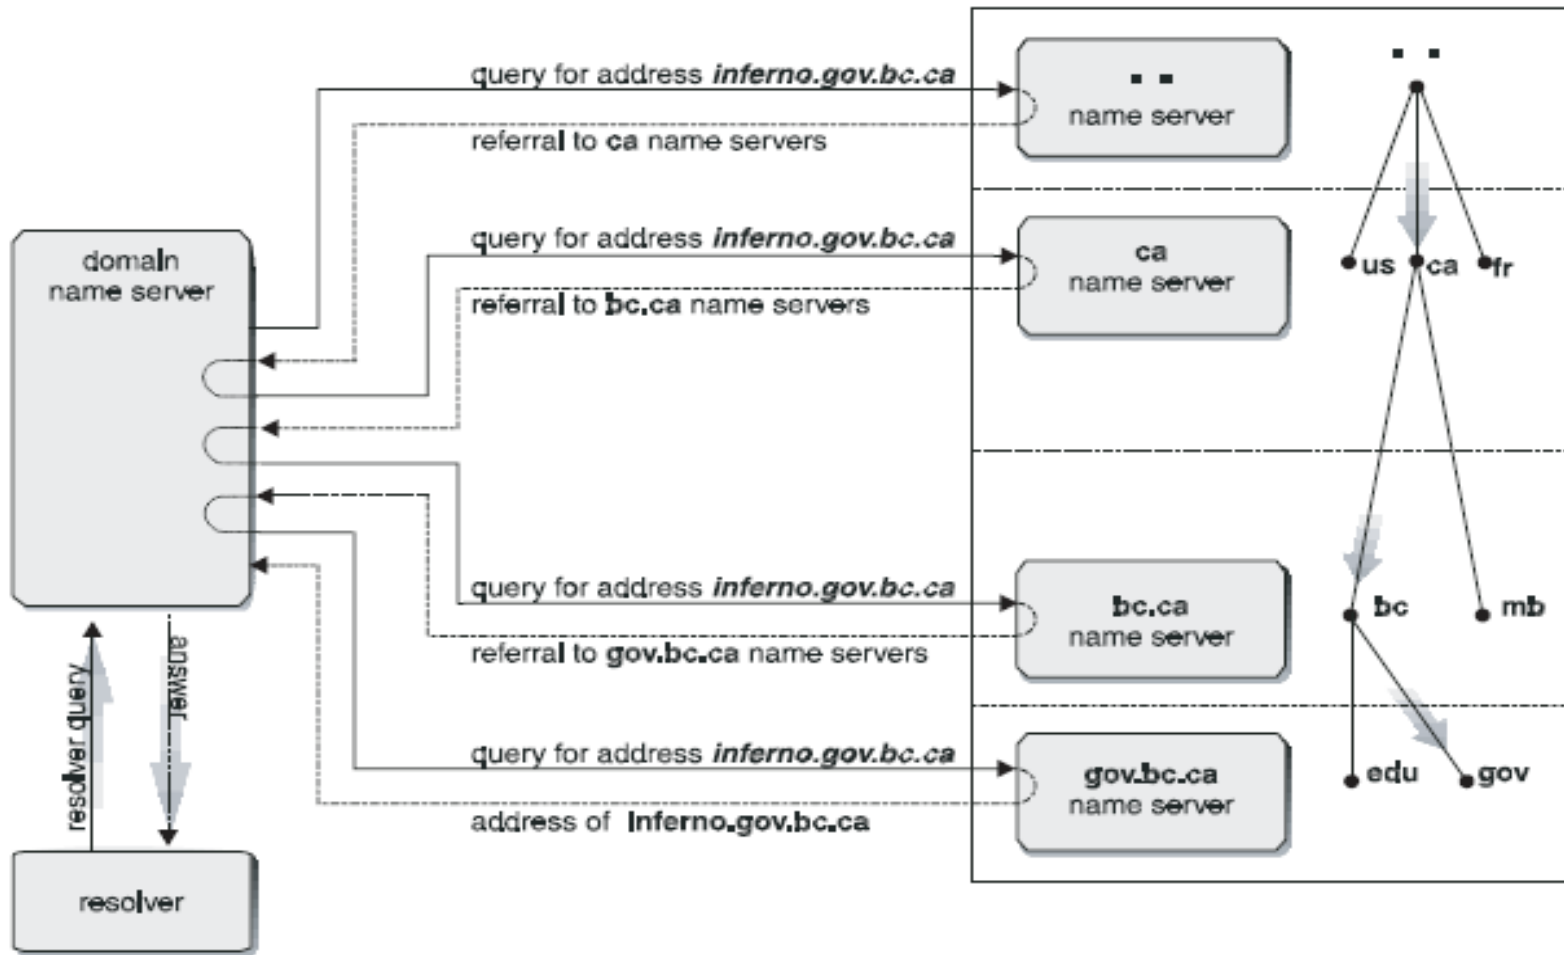 query for address inferno.gov.bc.ca
referral to ca name servers
. .
name server
. .
domain
name server
query for address inferno.gov.bc.ca
referral to bc.ca name servers
ca
name server
us
ca
fr
query for address inferno.gov.bc.ca
referral to gov.bc.ca name servers
bc.ca
name server
bc
mb
resolver query
answer
query for address inferno.gov.bc.ca
address of Inferno.gov.bc.ca
gov.bc.ca
name server
edu
gov
resolver